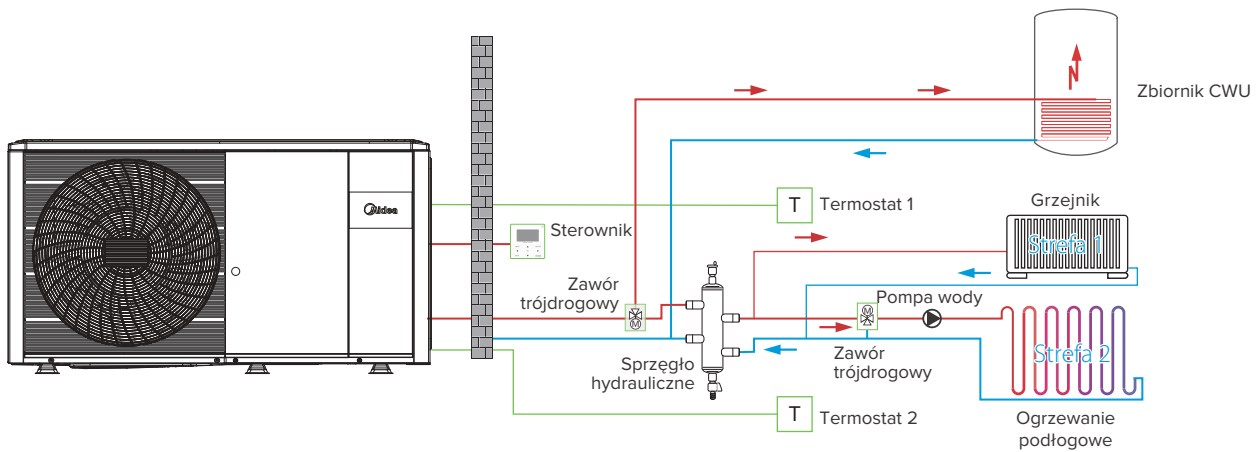 Zbiornik CWU
Midea
T
Termostat 1
Grzejnik
Sterownik
Strefa 1
Zawór
trójdrogowy
M
Pompa wody
M
Sprzęgło
hydrauliczne
Zawór
trójdrogowy
Strefa 2
T
Termostat 2
Ogrzewanie
podłogowe